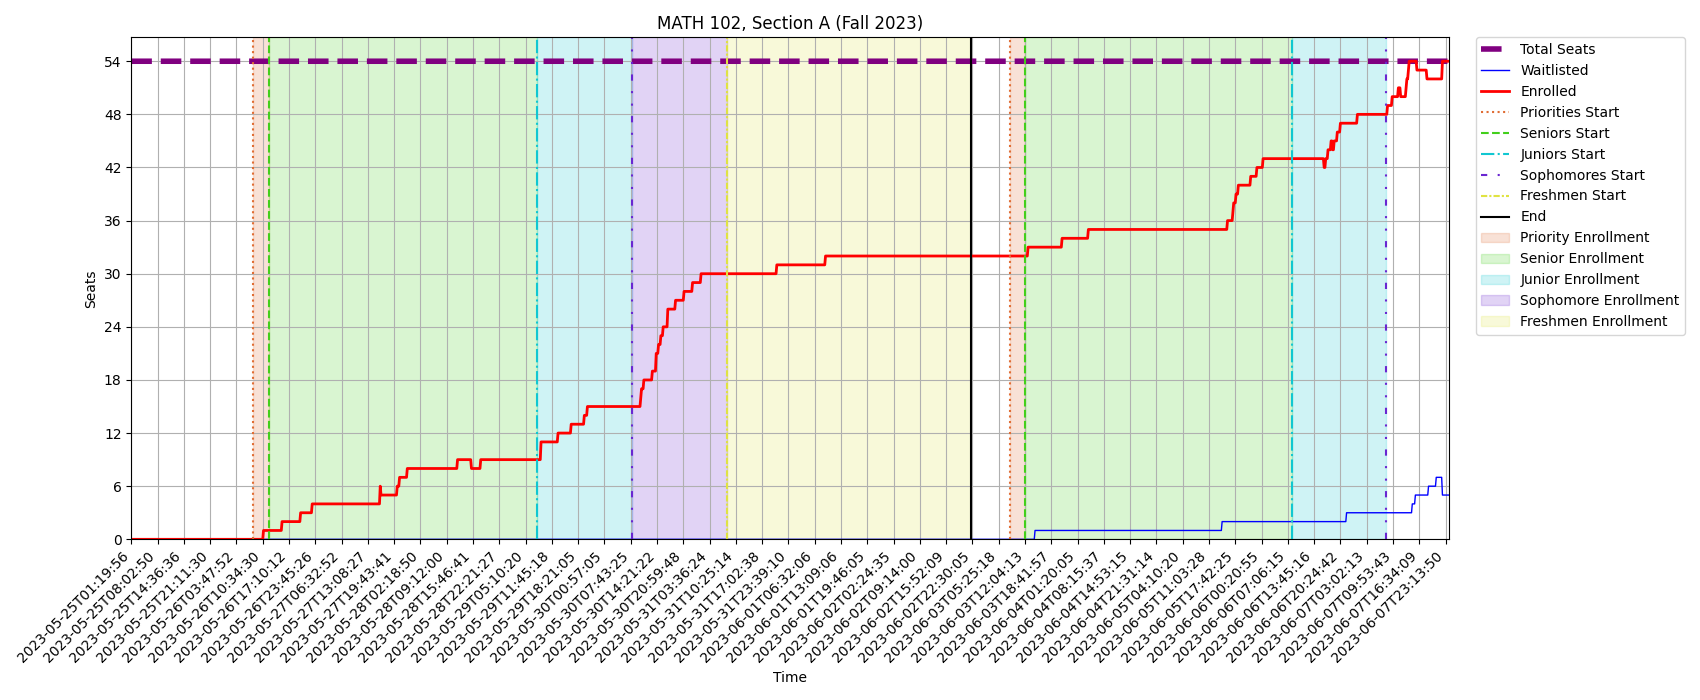 MATH 102, Section A (Fall 2023)
54
48
42
36
30
24
18
12
6
0
Seats
2023-05-25T01:19:56
2023-05-25T08:02:50
2023-05-25T14:36:36
2023-05-25T21:11:30
2023-05-26T03:47:52
2023-05-26T10:34:30
2023-05-26T17:10:12
2023-05-26T23:45:26
2023-05-27T06:32:52
2023-05-27T13:08:27
2023-05-27T19:43:41
2023-05-28T02:18:50
2023-05-28T09:12:00
2023-05-28T15:46:41
2023-05-28T22:21:27
2023-05-29T05:10:20
2023-05-29T11:45:18
2023-05-29T18:21:05
2023-05-30T00:57:05
2023-05-30T07:43:25
2023-05-30T14:21:22
2023-05-30T20:59:48
2023-05-31T03:36:24
2023-05-31T10:25:14
2023-05-31T17:02:38
2023-05-31T23:39:10
2023-06-01T06:32:06
2023-06-01T13:09:06
2023-06-01T19:46:05
2023-06-02T02:24:35
2023-06-02T09:14:00
2023-06-02T15:52:09
2023-06-02T22:30:05
2023-06-03T05:25:18
2023-06-03T12:04:13
2023-06-03T18:41:57
2023-06-04T01:20:05
2023-06-04T08:15:37
2023-06-04T14:53:15
2023-06-04T21:31:14
2023-06-05T04:10:20
2023-06-05T11:03:28
2023-06-05T17:42:25
2023-06-06T00:20:55
2023-06-06T07:06:15
2023-06-06T13:45:16
2023-06-06T20:24:42
2023-06-07T03:02:13
2023-06-07T09:53:43
2023-06-07T16:34:09
2023-06-07T23:13:50
Time
Total Seats
Waitlisted
Enrolled
Priorities Start
Seniors Start
Juniors Start
Sophomores Start
Freshmen Start
End
Priority Enrollment
Senior Enrollment
Junior Enrollment
Sophomore Enrollment
Freshmen Enrollment